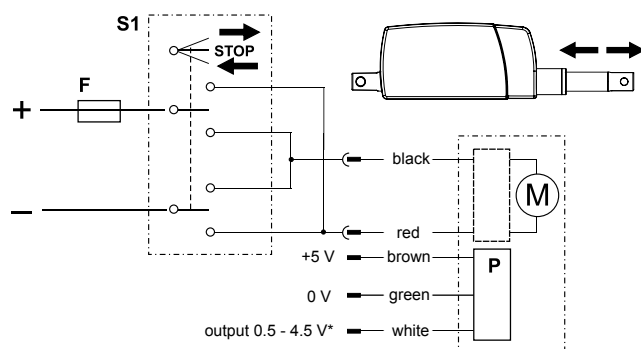 S1
STOP
F
+
–
black
M
red
+5 V
brown
P
0 V
green
output 0.5 - 4.5 V*
white